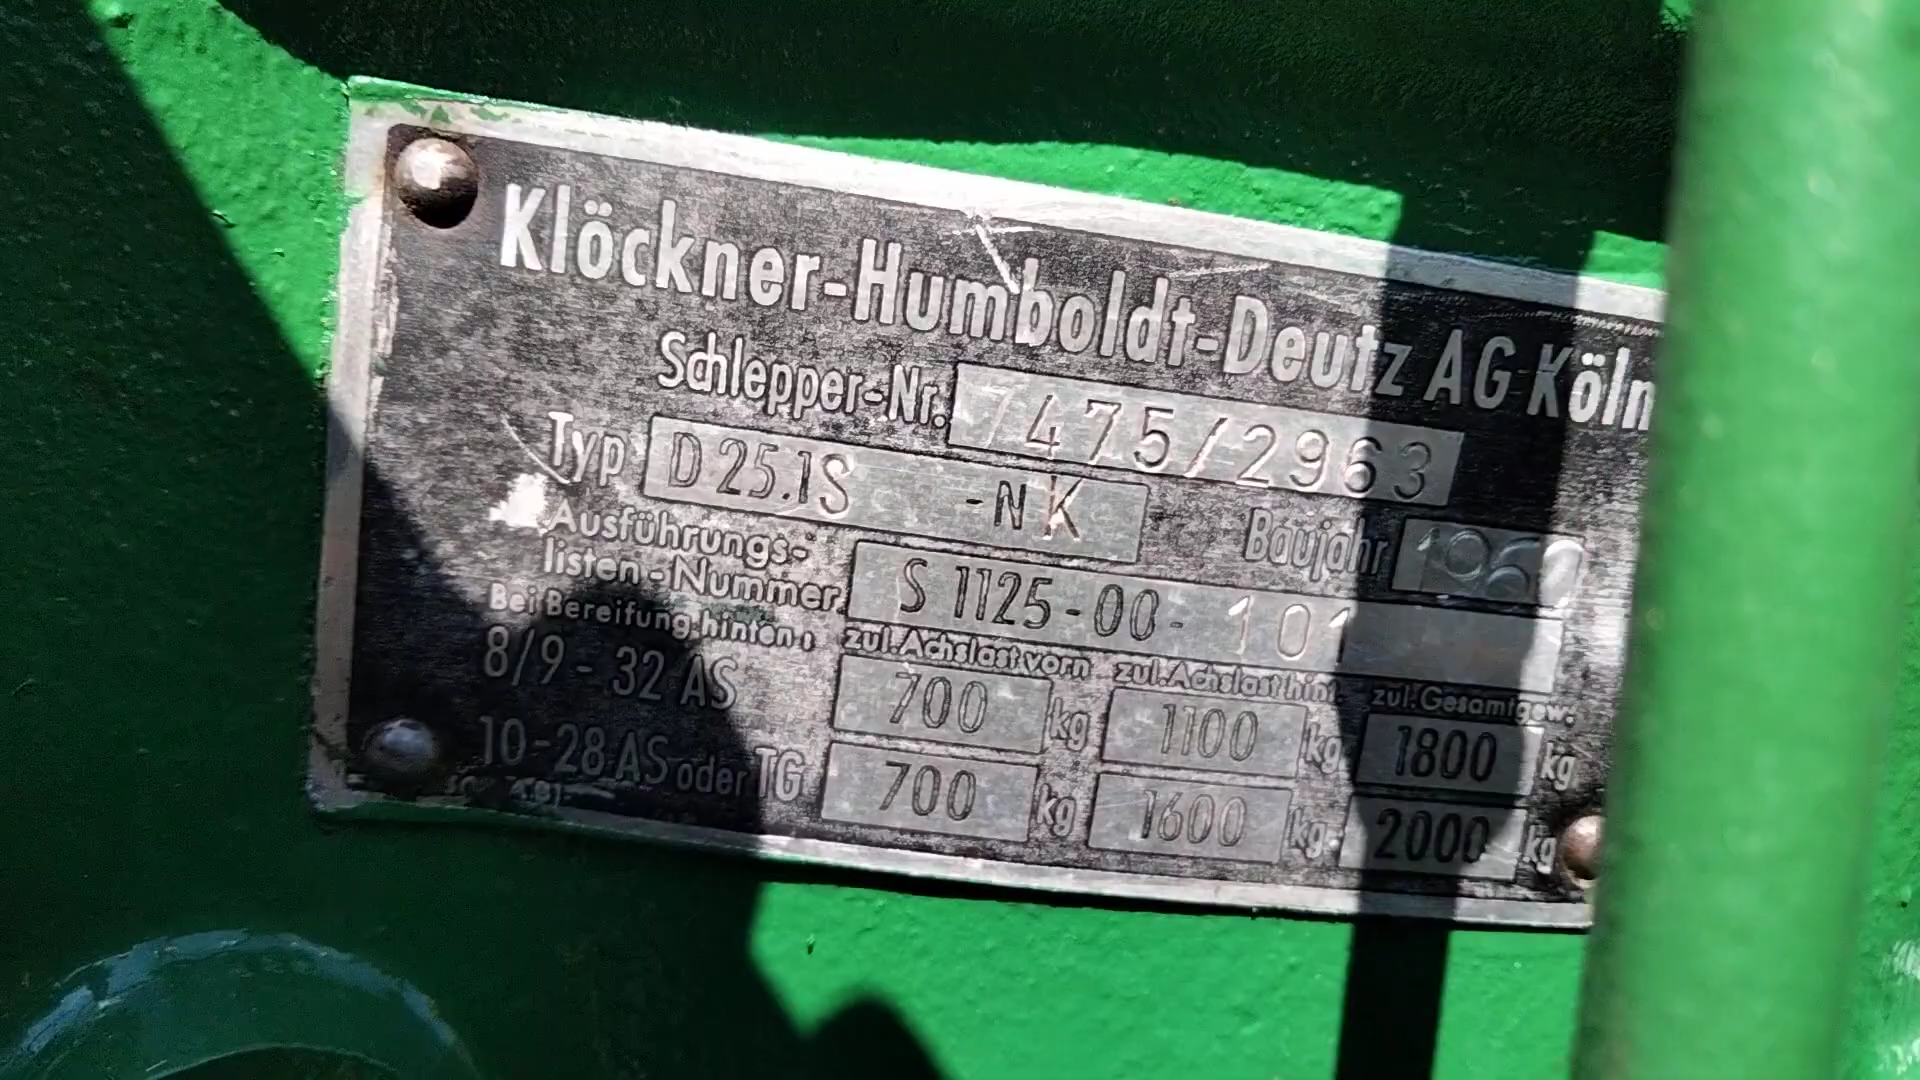 Klöckner-Humboldt-Deutz AG Köln
Schlepper-Nr. 7475/2963
Typ D 25.1S -NK Baujahr 1960
Ausführungs-
listen-Nummer. S 1125-00-101
Bei Bereifung hinten: zul. Achslast vorn zul. Achslast hint. zul. Gesamtgew.
8/9 - 32 AS 700 kg 1100 kg 1800 kg
10-28 AS oder TG 700 kg 1600 kg 2000 kg